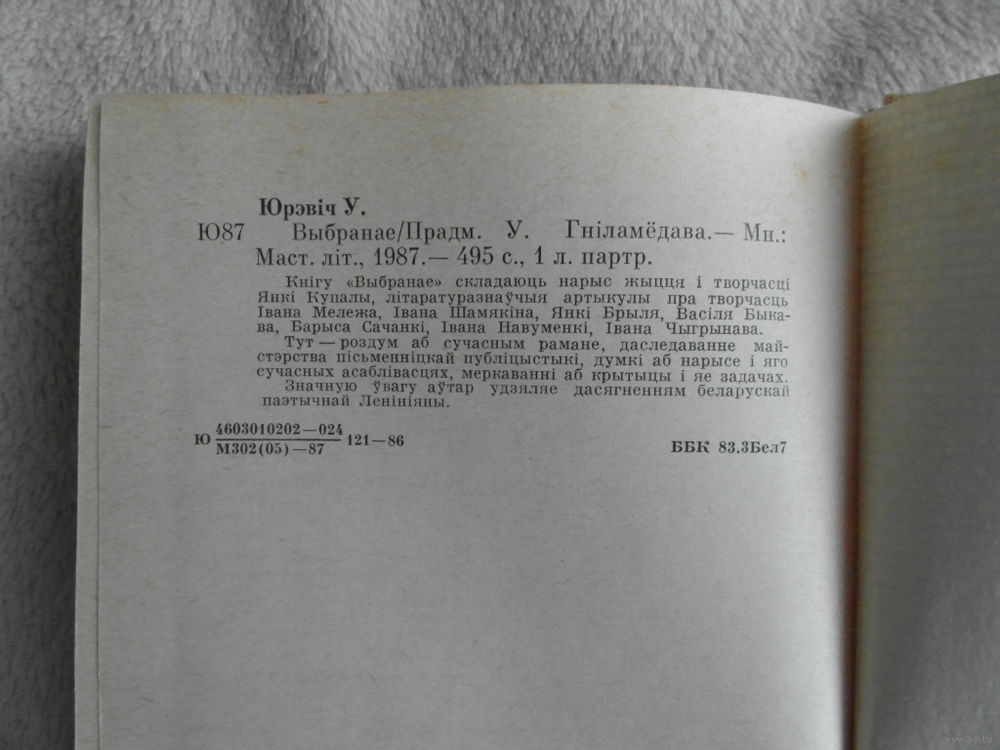 Юрэвіч У.
Ю87 Выбранае/Прадм. У. Гніламёдава.— Мн.:
Маст. літ., 1987.— 495 с., 1 л. партр.
Кнігу «Выбранае» складаюць нарыс жыцця і творчасці
Янкі Купалы, літаратуразнаўчыя артыкулы пра творчасць
Івана Мележа, Івана Шамякіна, Янкі Брыля, Васіля Быка-
ва, Барыса Сачанкі, Івана Навуменкі, Івана Чыгрынава.
Тут — роздум аб сучасным рамане, даследаванне май-
стэрства пісьменніцкай публіцыстыкі, думкі аб нарысе і яго
сучасных асаблівасцях, меркаванні аб крытыцы і яе задачах.
Значную ўвагу аўтар удзяляе дасягненням беларускай
паэтычнай Ленініяны.
Ю 4603010202—024 121—86
М302(05)—87
ББК 83.3Бел7
www.ay.by